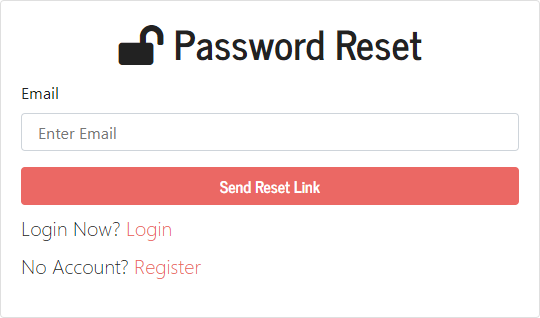 Password Reset
Email
Enter Email
Send Reset Link
Login Now? Login
No Account? Register